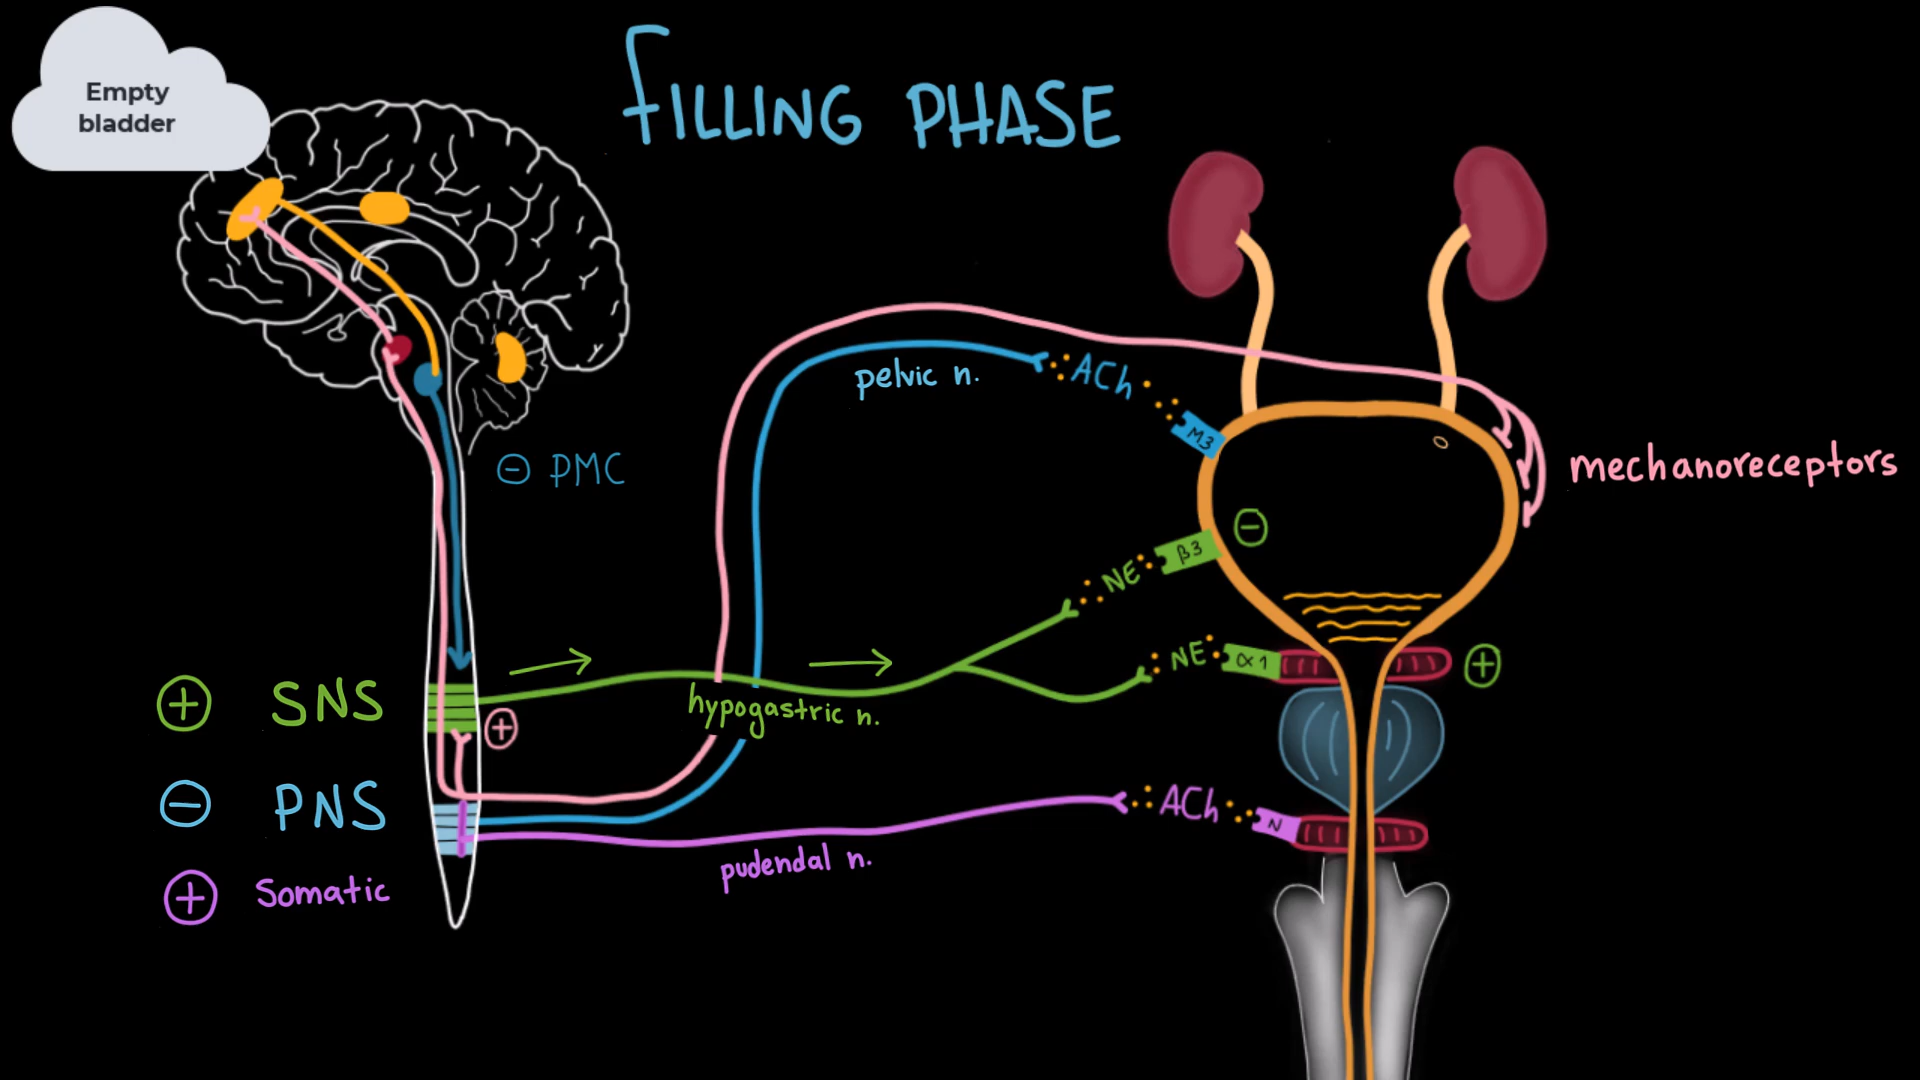 Empty
bladder
FILLING PHASE
pelvic n.
ACh
M3
mechanoreceptors
⊖ PMC
⊖
NE
β3
NE
α1
⊕
⊕ SNS
⊕
hypogastric n.
⊖ PNS
ACh
N
pudendal n.
⊕ Somatic